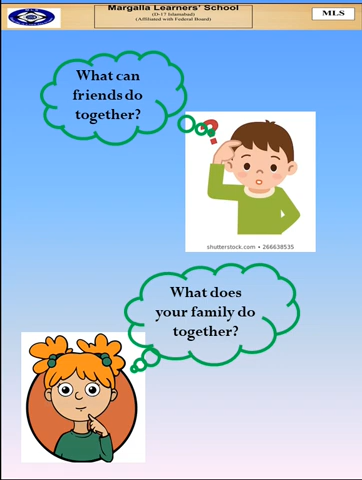 Margalla Learners' School
(D-17 Islamabad)
(Affiliated with Federal Board)
MLS
What can
friends do
together?
shutterstock.com • 266638535
What does
your family do
together?